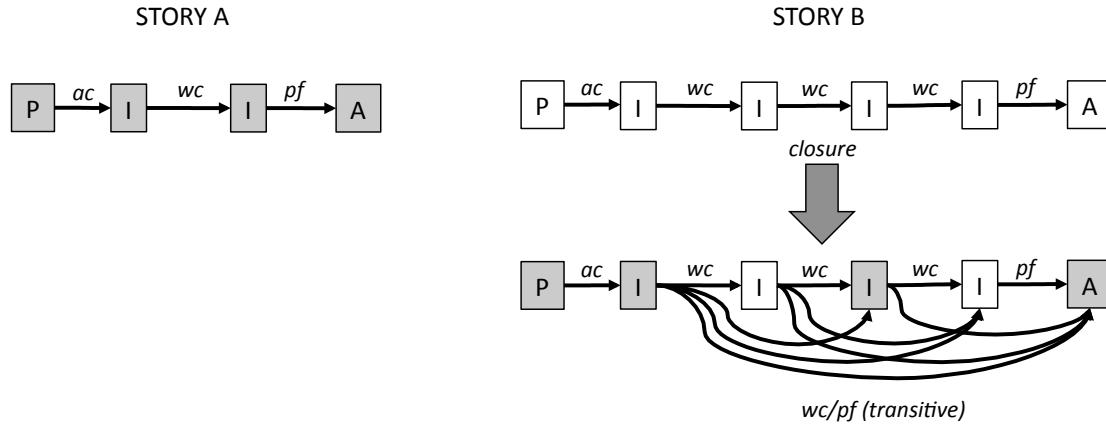 STORY A
STORY B
ac wc pf
P I I A
ac wc wc wc pf
P I I I I A
closure
ac wc wc wc pf
P I I I I A
wc/pf (transitive)